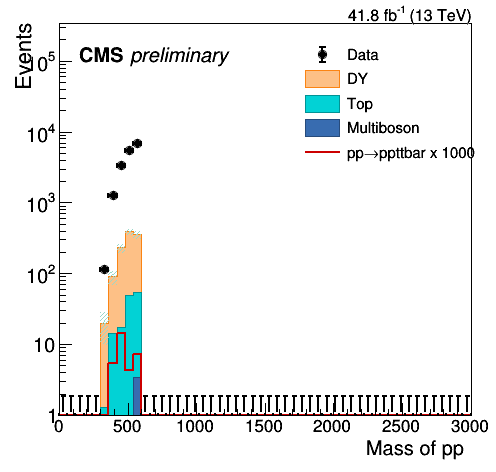 41.8 fb⁻¹ (13 TeV)
Events
CMS preliminary
Data
DY
Top
Multiboson
pp→ppttbar x 1000
10⁵
10⁴
10³
10²
10
1
0 500 1000 1500 2000 2500 3000
Mass of pp